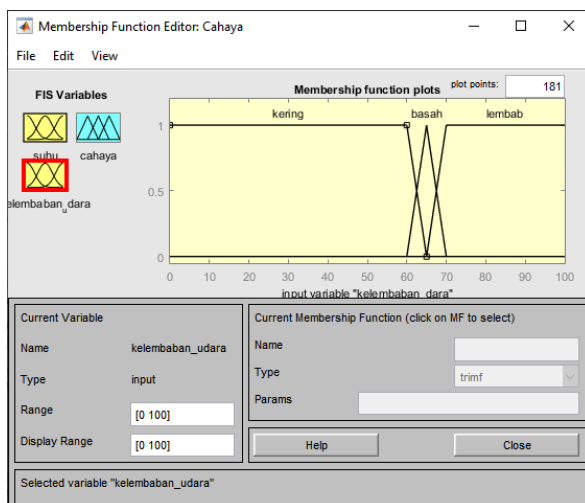 Membership Function Editor: Cahaya
File Edit View
FIS Variables
suhu cahaya
elembaban_udara
Membership function plots plot points: 181
kering basah lembab
1
0.5
0
0 10 20 30 40 50 60 70 80 90 100
input variable "kelembaban_dara"
Current Variable
Name kelembaban_udara
Type input
Range [0 100]
Display Range [0 100]
Current Membership Function (click on MF to select)
Name
Type trimf
Params
Help Close
Selected variable "kelembaban_udara"